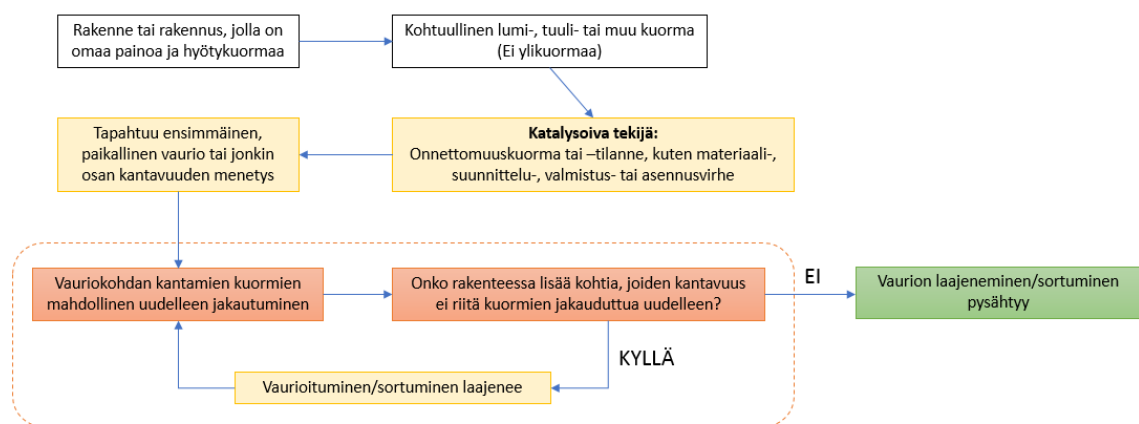 Rakenne tai rakennus, jolla on
omaa painoa ja hyötykuormaa
Kohtuullinen lumi-, tuuli- tai muu kuorma
(Ei ylikuormaa)
Tapahtuu ensimmäinen,
paikallinen vaurio tai jonkin
osan kantavuuden menetys
Katalysoiva tekijä:
Onnettomuuskuorma tai –tilanne, kuten materiaali-,
suunnittelu-, valmistus- tai asennusvirhe
Vauriokohdan kantamien kuormien
mahdollinen uudelleen jakautuminen
Onko rakenteessa lisää kohtia, joiden kantavuus
ei riitä kuormien jakauduttua uudelleen?
EI
Vaurion laajeneminen/sortuminen
pysähtyy
KYLLÄ
Vaurioituminen/sortuminen laajenee